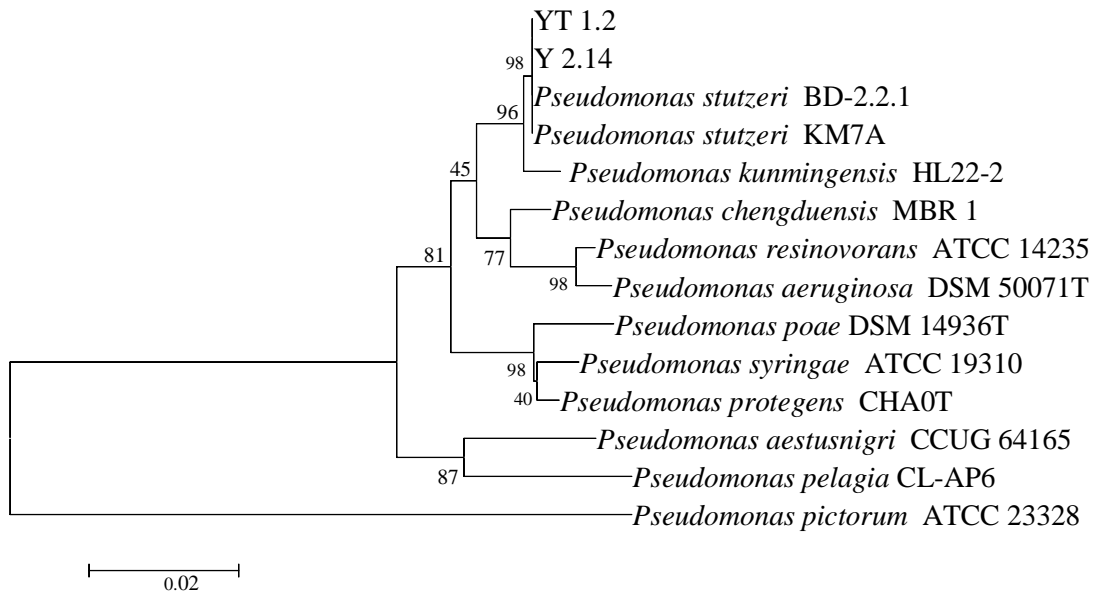 YT 1.2
98
Y 2.14
Pseudomonas stutzeri BD-2.2.1
96
Pseudomonas stutzeri KM7A
45
Pseudomonas kunmingensis HL22-2
Pseudomonas chengduensis MBR 1
81
77
Pseudomonas resinovorans ATCC 14235
98
Pseudomonas aeruginosa DSM 50071T
Pseudomonas poae DSM 14936T
98
Pseudomonas syringae ATCC 19310
40
Pseudomonas protegens CHA0T
Pseudomonas aestusnigri CCUG 64165
87
Pseudomonas pelagia CL-AP6
Pseudomonas pictorum ATCC 23328
0.02